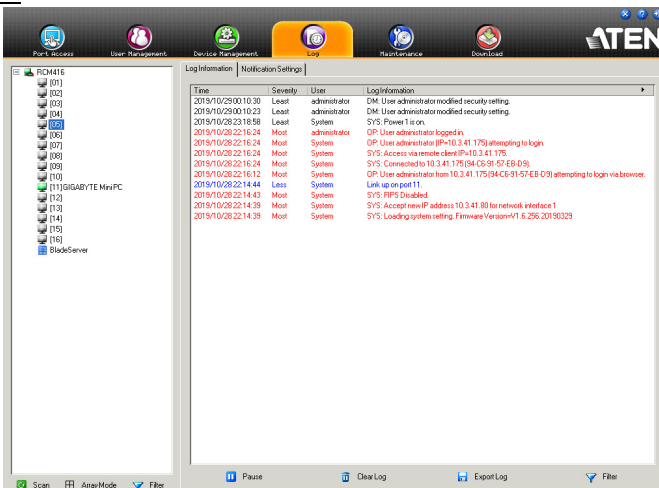 ATEN
Port Access User Management Device Management Log Maintenance Download
RCM416
[01]
[02]
[03]
[04]
[05]
[06]
[07]
[08]
[09]
[10]
[11]GIGABYTE MiniPC
[12]
[13]
[14]
[15]
[16]
BladeServer
Scan Array Mode Filter
Log Information Notification Settings
Time Severity User Log Information
2019/10/29 00:10:30 Least administrator DM: User administrator modified security setting.
2019/10/29 00:10:23 Least administrator DM: User administrator modified security setting.
2019/10/28 23:18:58 Least System SYS: Power 1 is on.
2019/10/28 22:16:24 Most administrator OP: User administrator logged in.
2019/10/28 22:16:24 Most System OP: User administrator (IP=10.3.41.175) attempting to login.
2019/10/28 22:16:24 Most System SYS: Access via remote client IP=10.3.41.175.
2019/10/28 22:16:24 Most System SYS: Connected to 10.3.41.175 (94-C6-91-57-EB-D9).
2019/10/28 22:16:12 Most System OP: User administrator from 10.3.41.175 (94-C6-91-57-EB-D9) attempting to login via browser.
2019/10/28 22:14:44 Less System Link up on port 11.
2019/10/28 22:14:43 Most System SYS: FIPS Disabled.
2019/10/28 22:14:39 Most System SYS: Accept new IP address 10.3.41.80 for network interface 1
2019/10/28 22:14:39 Most System SYS: Loading system setting. Firmware Version=V1.6.256.20190329
Pause Clear Log Export Log Filter